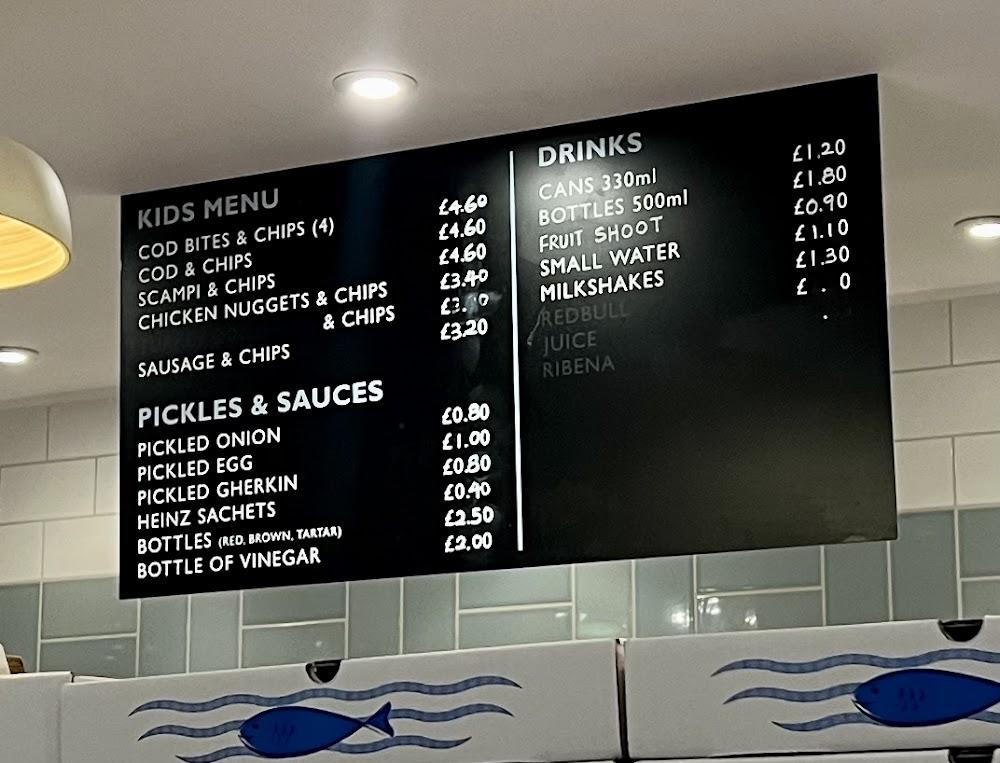 KIDS MENU
COD BITES & CHIPS (4) £4.60
COD & CHIPS £4.60
SCAMPI & CHIPS £4.60
CHICKEN NUGGETS & CHIPS £3.40
& CHIPS
SAUSAGE & CHIPS £3.20
PICKLES & SAUCES
PICKLED ONION £0.80
PICKLED EGG £1.00
PICKLED GHERKIN £0.80
HEINZ SACHETS £0.40
BOTTLES (RED, BROWN, TARTAR) £2.50
BOTTLE OF VINEGAR £2.00
DRINKS
CANS 330ml £1.20
BOTTLES 500ml £1.80
FRUIT SHOOT £0.90
SMALL WATER £1.10
MILKSHAKES £1.30
REDBULL £ . 0
JUICE
RIBENA